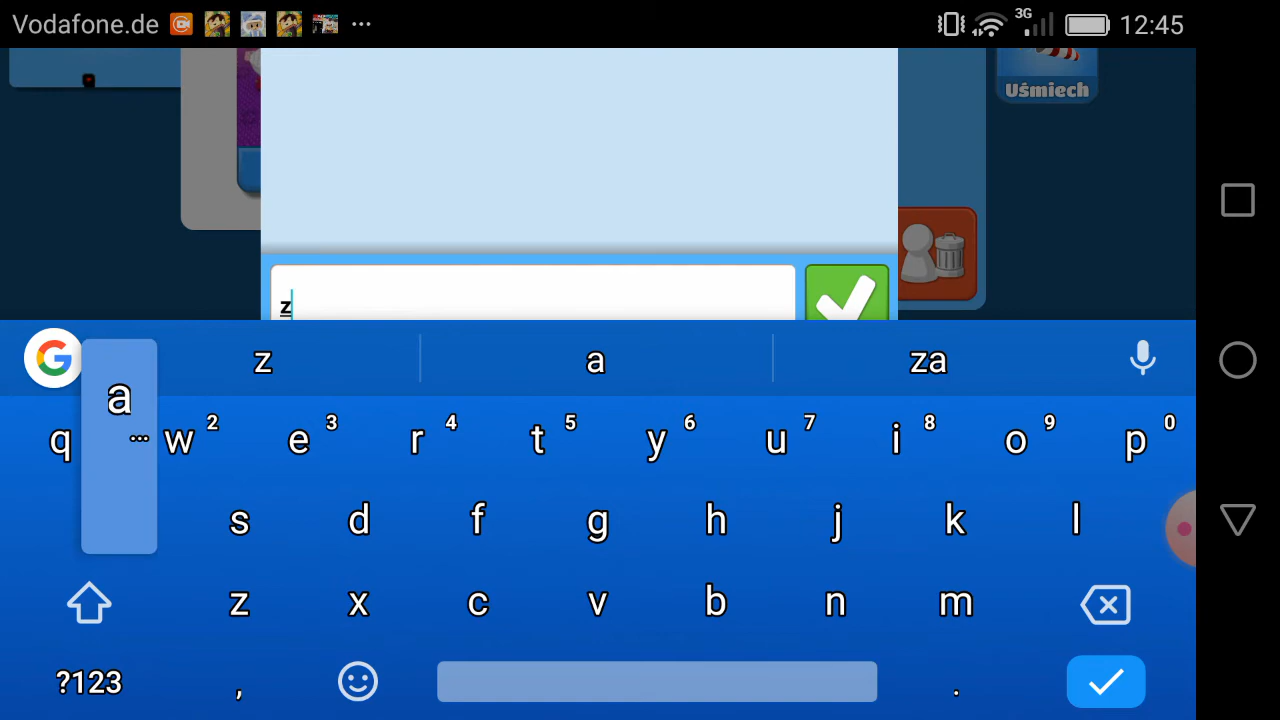 Vodafone.de ... 3G 12:45
Uśmiech
z
z a za
a ...
q w 2 e 3 r 4 t 5 y 6 u 7 i 8 o 9 p 0
s d f g h j k l
z x c v b n m
?123 , .